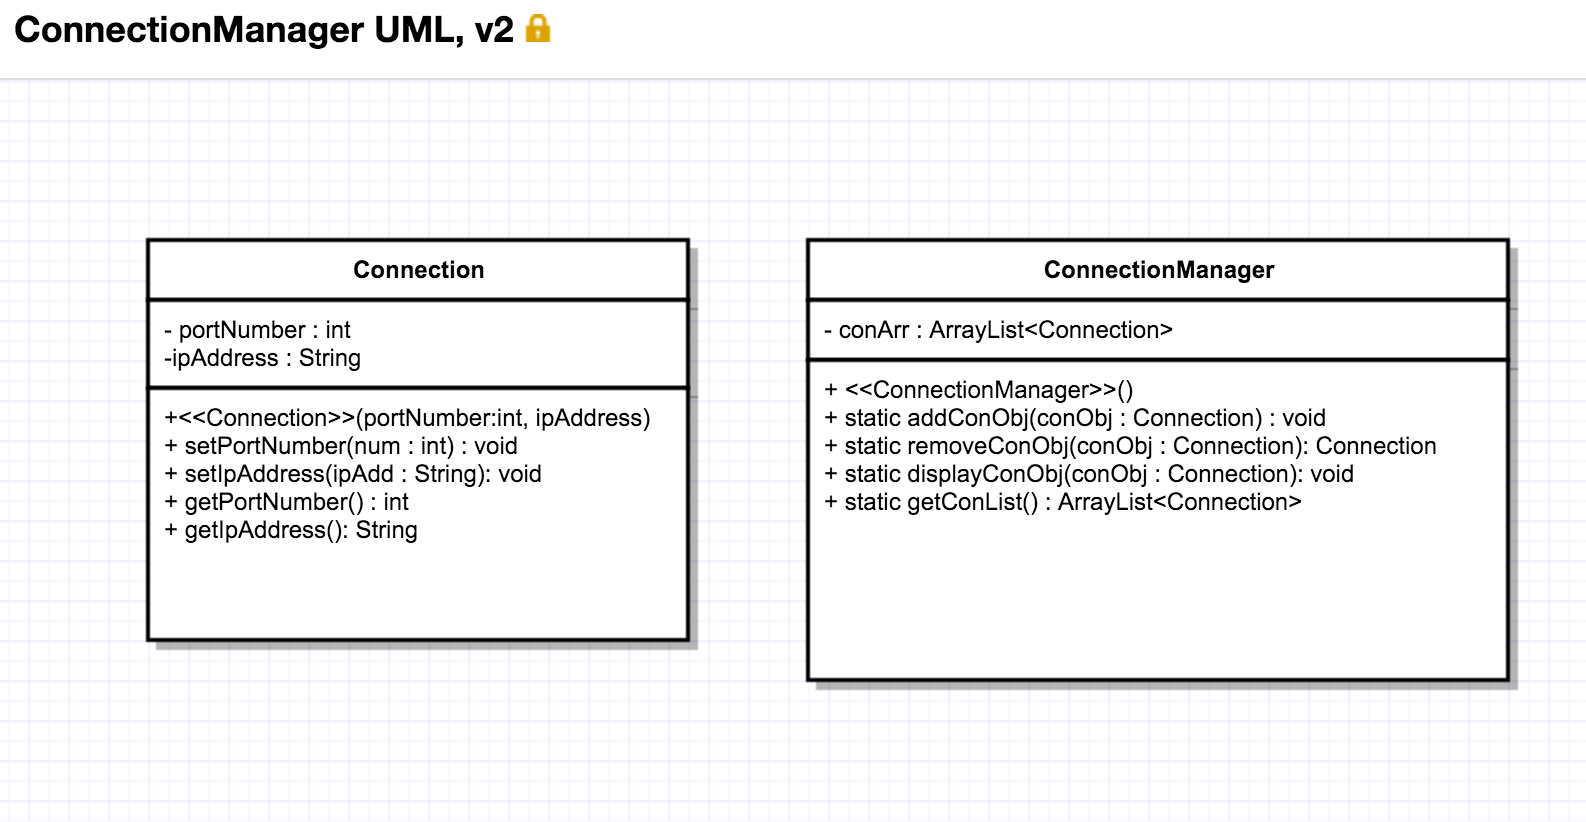 ConnectionManager UML, v2
Connection
- portNumber : int
-ipAddress : String
+<<Connection>>(portNumber:int, ipAddress)
+ setPortNumber(num : int) : void
+ setIpAddress(ipAdd : String): void
+ getPortNumber() : int
+ getIpAddress(): String
ConnectionManager
- conArr : ArrayList<Connection>
+ <<ConnectionManager>>()
+ static addConObj(conObj : Connection) : void
+ static removeConObj(conObj : Connection): Connection
+ static displayConObj(conObj : Connection): void
+ static getConList() : ArrayList<Connection>